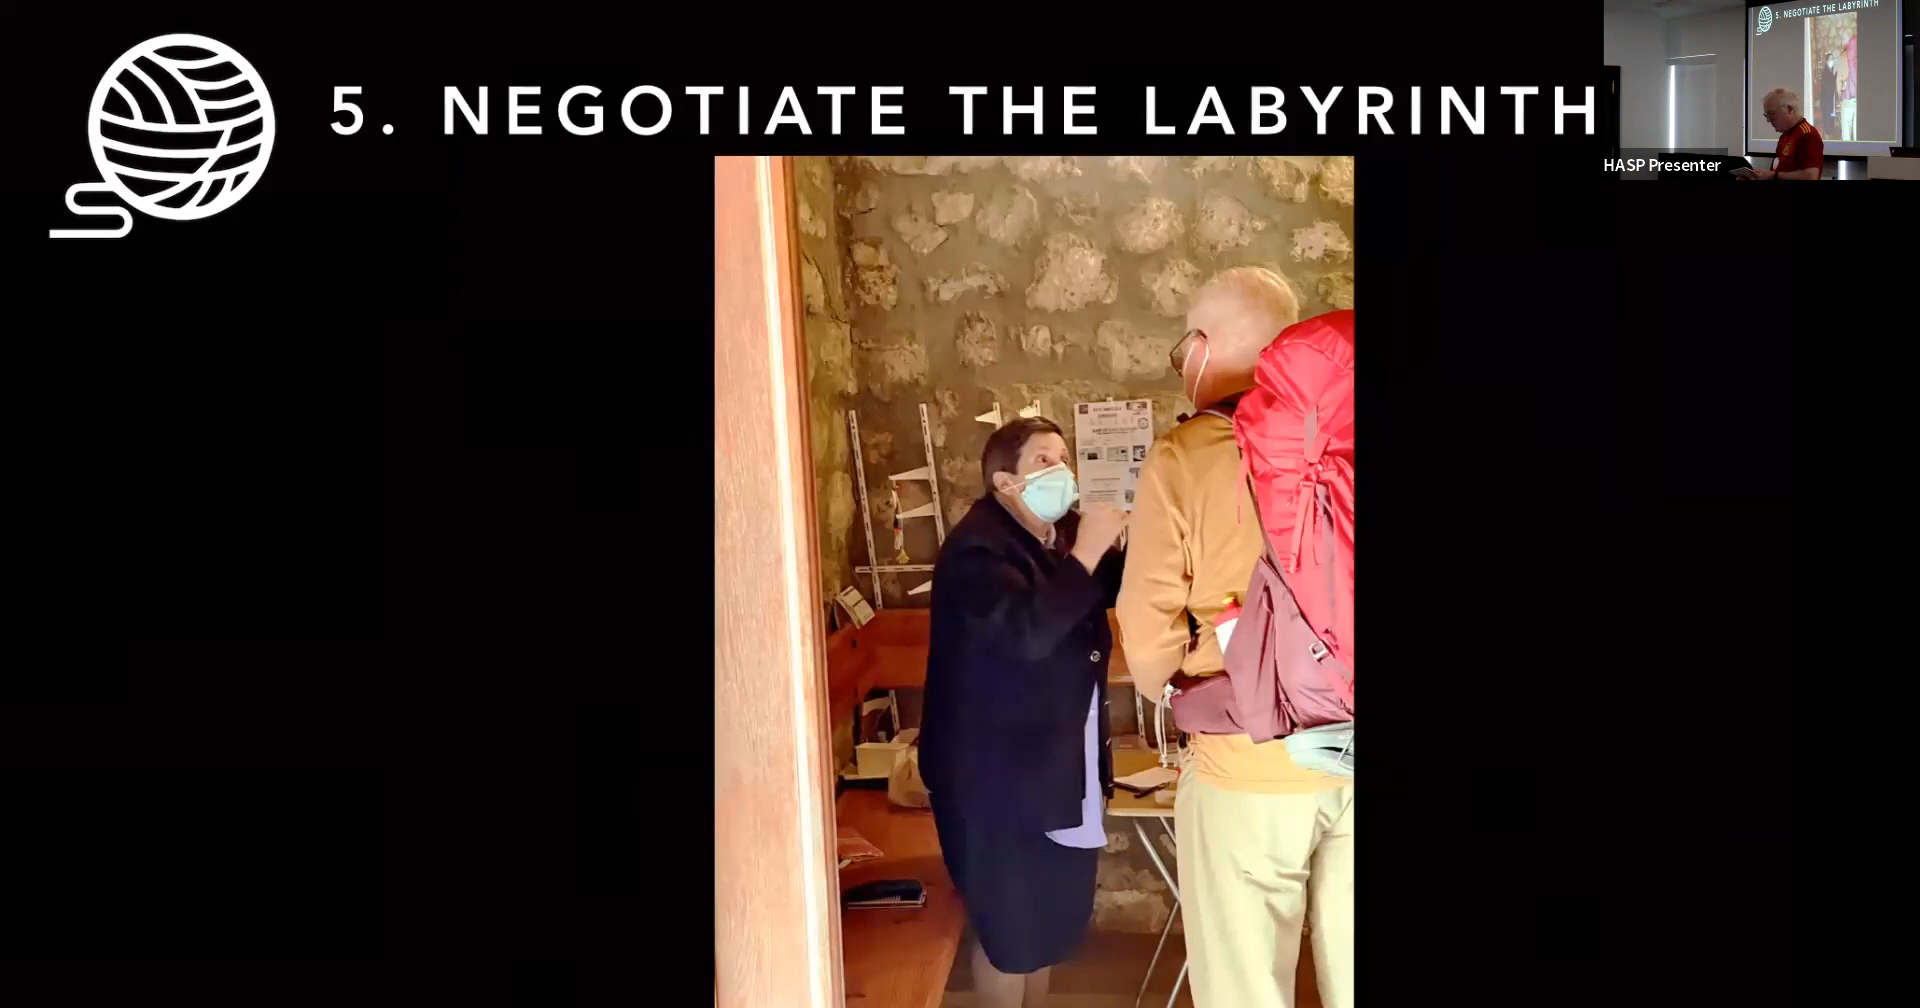 5. NEGOTIATE THE LABYRINTH
5. NEGOTIATE THE LABYRINTH
HASP Presenter